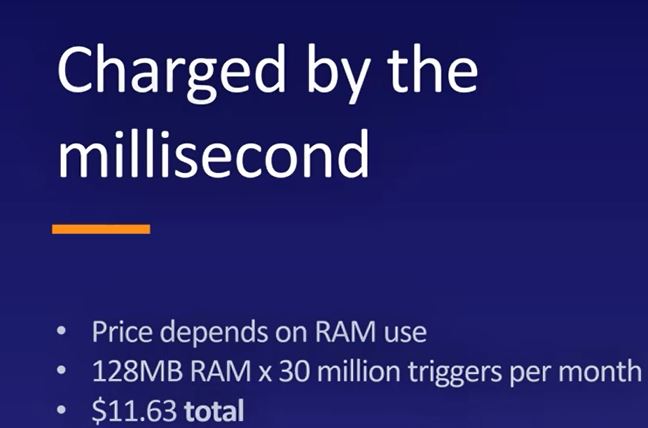 Charged by the
millisecond
• Price depends on RAM use
• 128MB RAM x 30 million triggers per month
• $11.63 total